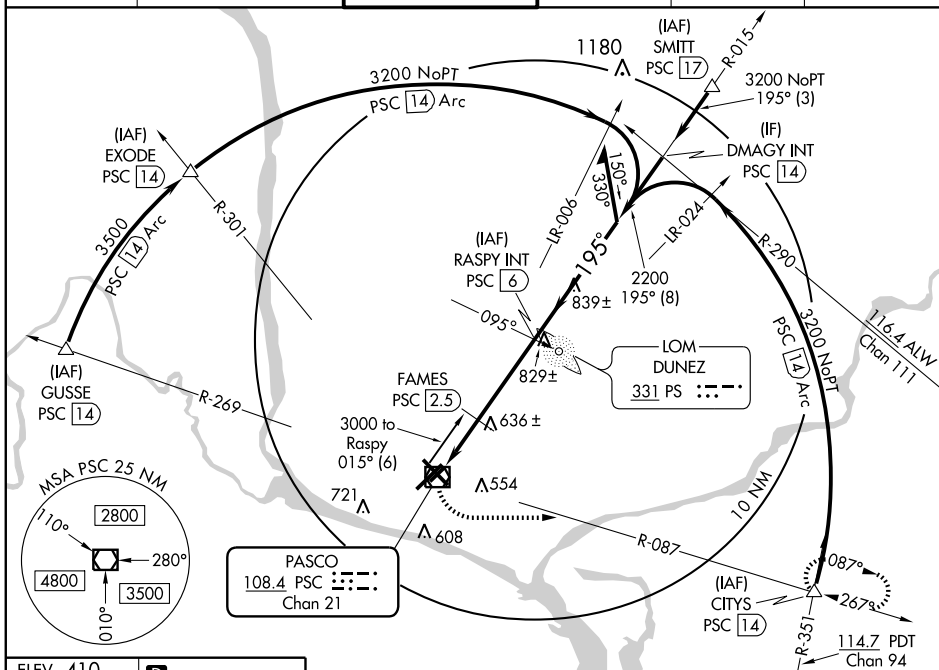 (IAF)
SMITT
PSC 17
R-015
1180
3200 NoPT
PSC 14 Arc
3200 NoPT
195° (3)
(IF)
DMAGY INT
PSC 14
(IAF)
EXODE
PSC 14
150°
330°
LR-006
LR-024
R-301
3500
PSC 14 Arc
(IAF)
RASPY INT
PSC 6
195°
R-290
2200
195° (8)
839±
095°
3200 NoPT
PSC 14 Arc
116.4 ALW
Chan 111
829±
LOM
DUNEZ
331 PS
(IAF)
GUSSE
PSC 14
R-269
FAMES
PSC 2.5
636±
3000 to
Raspy
015° (6)
MSA PSC 25 NM
110°
2800
280°
4800
3500
010°
721
554
608
10 NM
R-087
PASCO
108.4 PSC
Chan 21
087°
267°
(IAF)
CITYS
PSC 14
R-351
114.7 PDT
Chan 94
ELEV 410
D